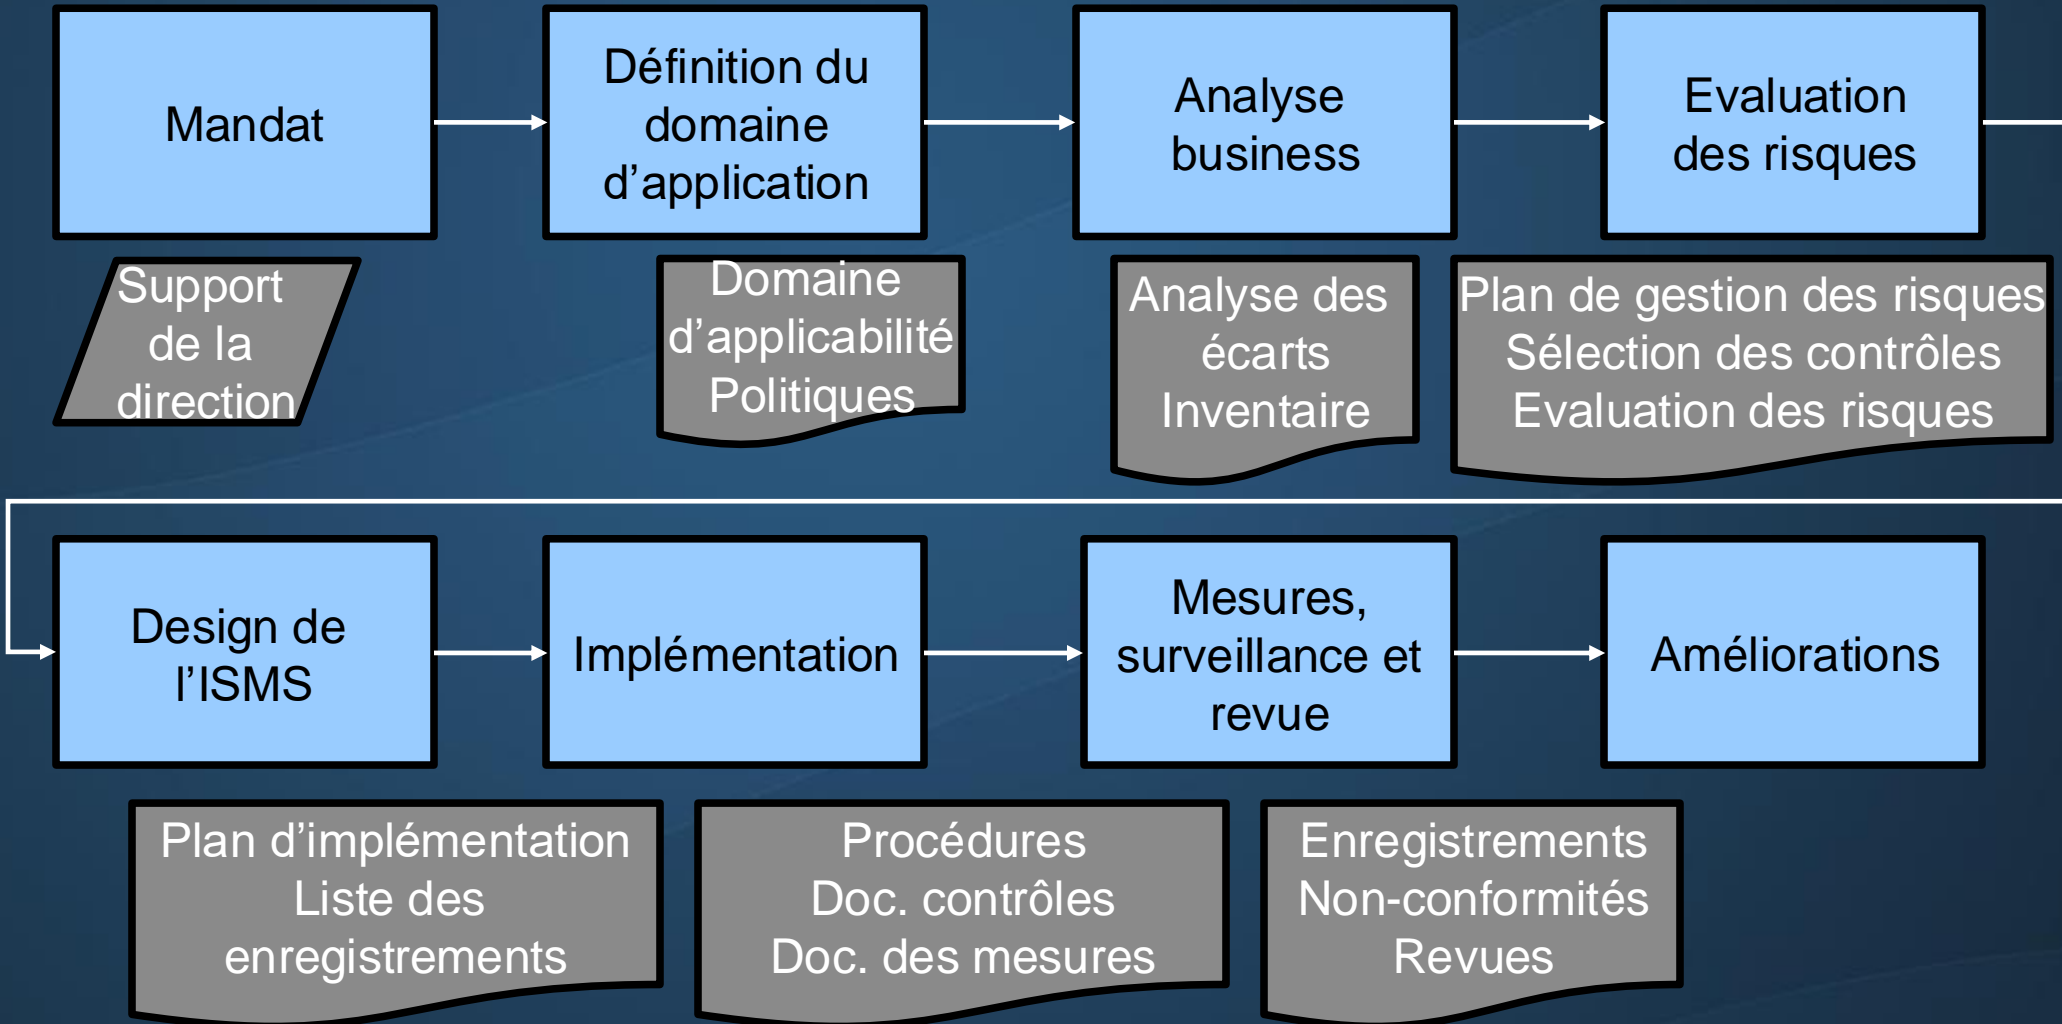 Mandat
Définition du
domaine
d’application
Analyse
business
Evaluation
des risques
Support
de la
direction
Domaine
d’applicabilité
Politiques
Analyse des
écarts
Inventaire
Plan de gestion des risques
Sélection des contrôles
Evaluation des risques
Design de
l’ISMS
Implémentation
Mesures,
surveillance et
revue
Améliorations
Plan d’implémentation
Liste des
enregistrements
Procédures
Doc. contrôles
Doc. des mesures
Enregistrements
Non-conformités
Revues